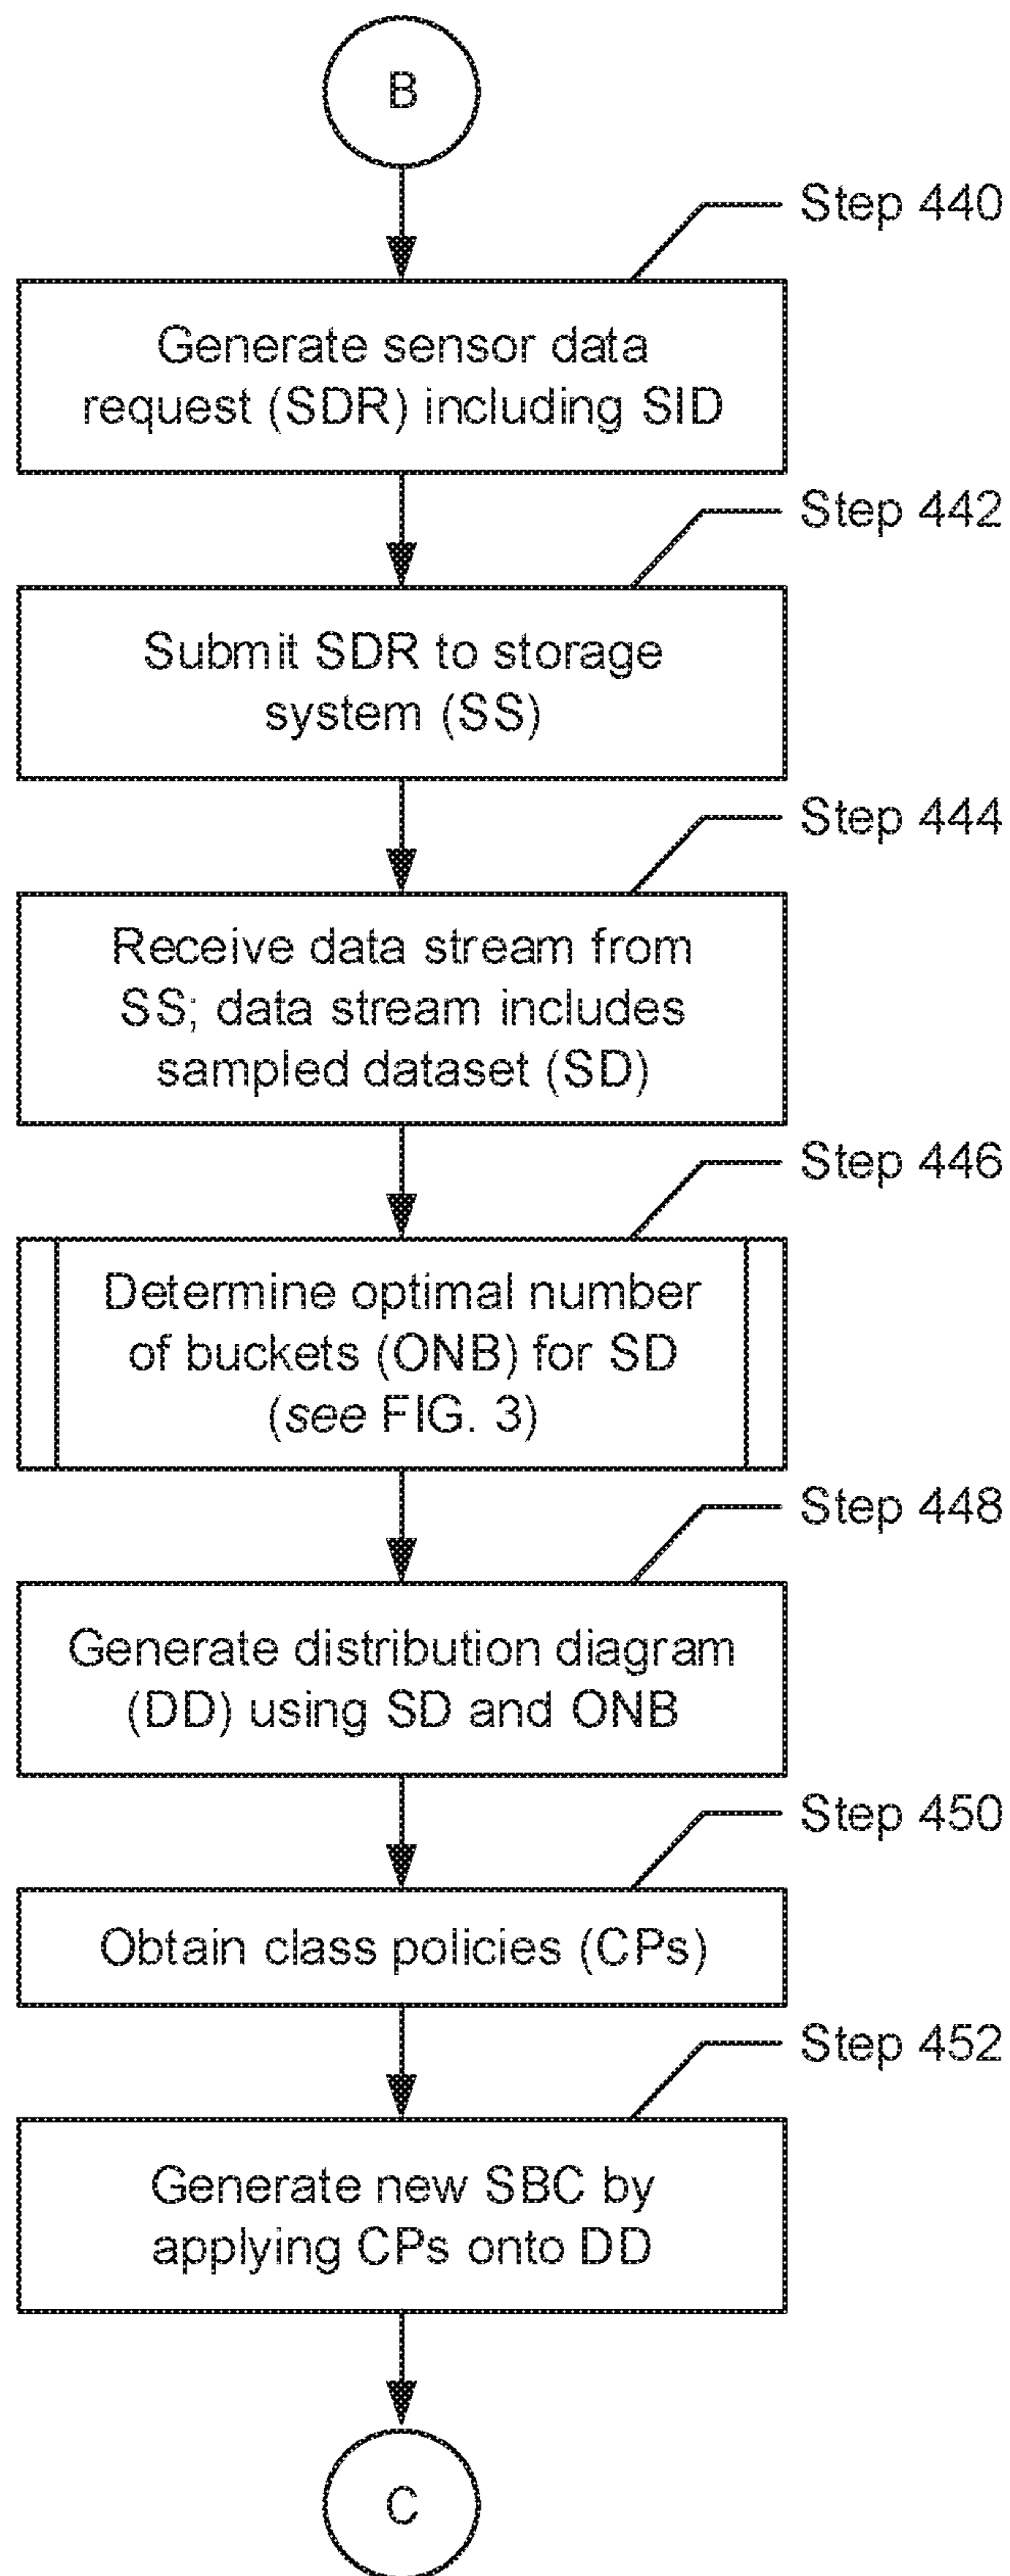 B
Step 440
Generate sensor data
request (SDR) including SID
Step 442
Submit SDR to storage
system (SS)
Step 444
Receive data stream from
SS; data stream includes
sampled dataset (SD)
Step 446
Determine optimal number
of buckets (ONB) for SD
(see FIG. 3)
Step 448
Generate distribution diagram
(DD) using SD and ONB
Step 450
Obtain class policies (CPs)
Step 452
Generate new SBC by
applying CPs onto DD
C